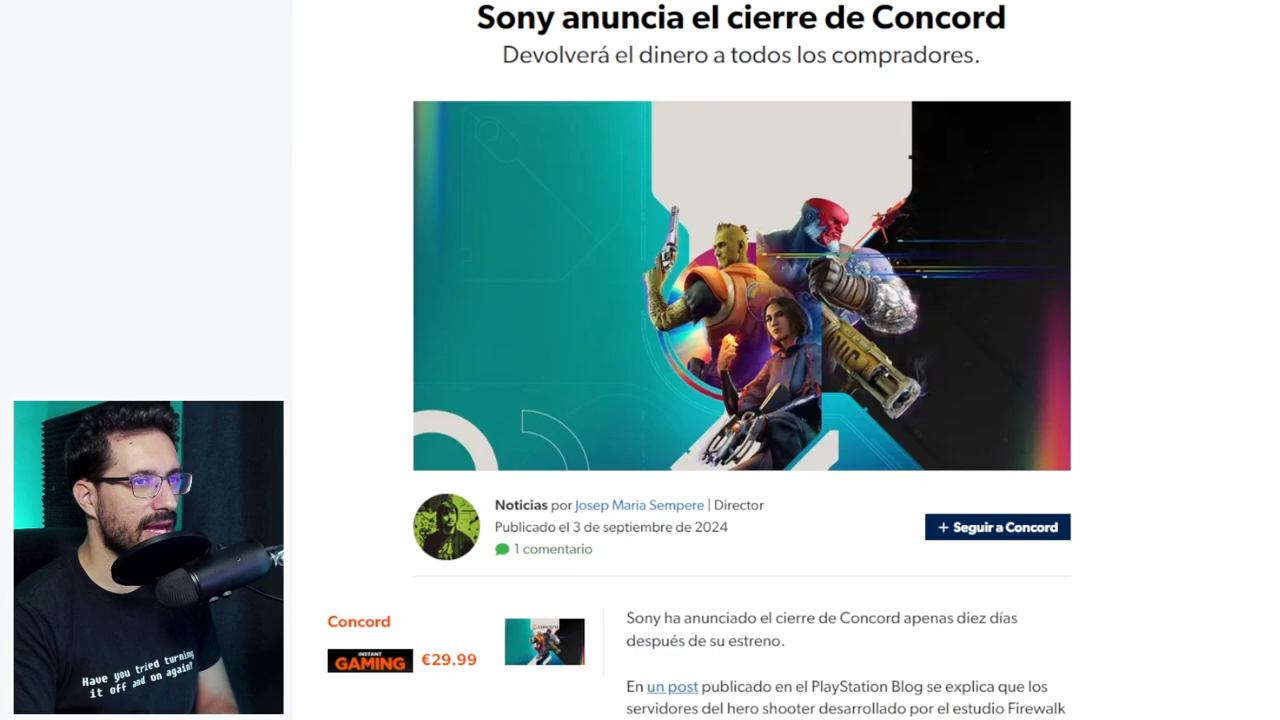 Sony anuncia el cierre de Concord
Devolverá el dinero a todos los compradores.
Noticias por Josep Maria Sempere | Director
Publicado el 3 de septiembre de 2024
1 comentario
+ Seguir a Concord
Concord
INSTANT
GAMING
€29.99
Sony ha anunciado el cierre de Concord apenas diez días
después de su estreno.
En un post publicado en el PlayStation Blog se explica que los
servidores del hero shooter desarrollado por el estudio Firewalk
Have you tried turning
it off and on again?